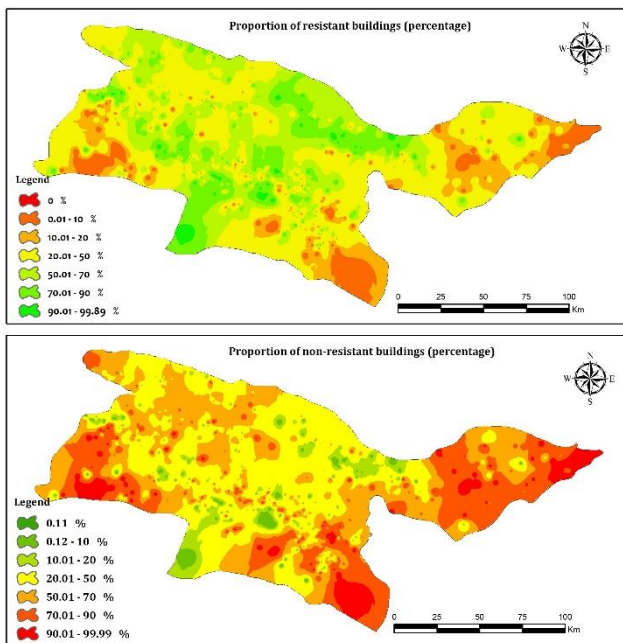 Proportion of resistant buildings (percentage)
N
W E
S
Legend
0 %
0.01 - 10 %
10.01 - 20 %
20.01 - 50 %
50.01 - 70 %
70.01 - 90 %
90.01 - 99.89 %
0 25 50 75 100
Km
Proportion of non-resistant buildings (percentage)
N
W E
S
Legend
0.11 %
0.12 - 10 %
10.01 - 20 %
20.01 - 50 %
50.01 - 70 %
70.01 - 90 %
90.01 - 99.99 %
0 25 50 75 100
Km